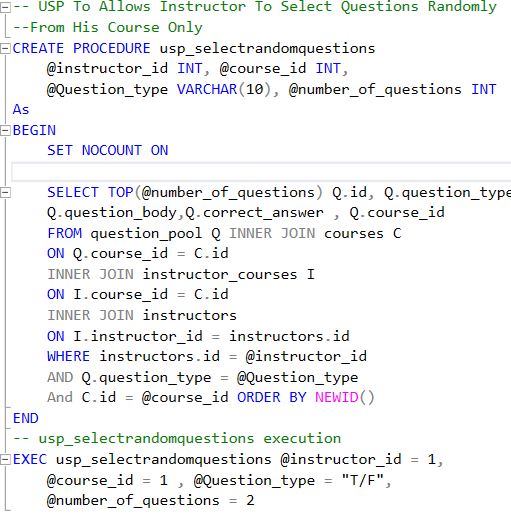 -- USP To Allows Instructor To Select Questions Randomly
--From His Course Only
CREATE PROCEDURE usp_selectrandomquestions
@instructor_id INT, @course_id INT,
@Question_type VARCHAR(10), @number_of_questions INT
As
BEGIN
SET NOCOUNT ON
SELECT TOP(@number_of_questions) Q.id, Q.question_type
Q.question_body,Q.correct_answer , Q.course_id
FROM question_pool Q INNER JOIN courses C
ON Q.course_id = C.id
INNER JOIN instructor_courses I
ON I.course_id = C.id
INNER JOIN instructors
ON I.instructor_id = instructors.id
WHERE instructors.id = @instructor_id
AND Q.question_type = @Question_type
And C.id = @course_id ORDER BY NEWID()
END
-- usp_selectrandomquestions execution
EXEC usp_selectrandomquestions @instructor_id = 1,
@course_id = 1 , @Question_type = "T/F",
@number_of_questions = 2